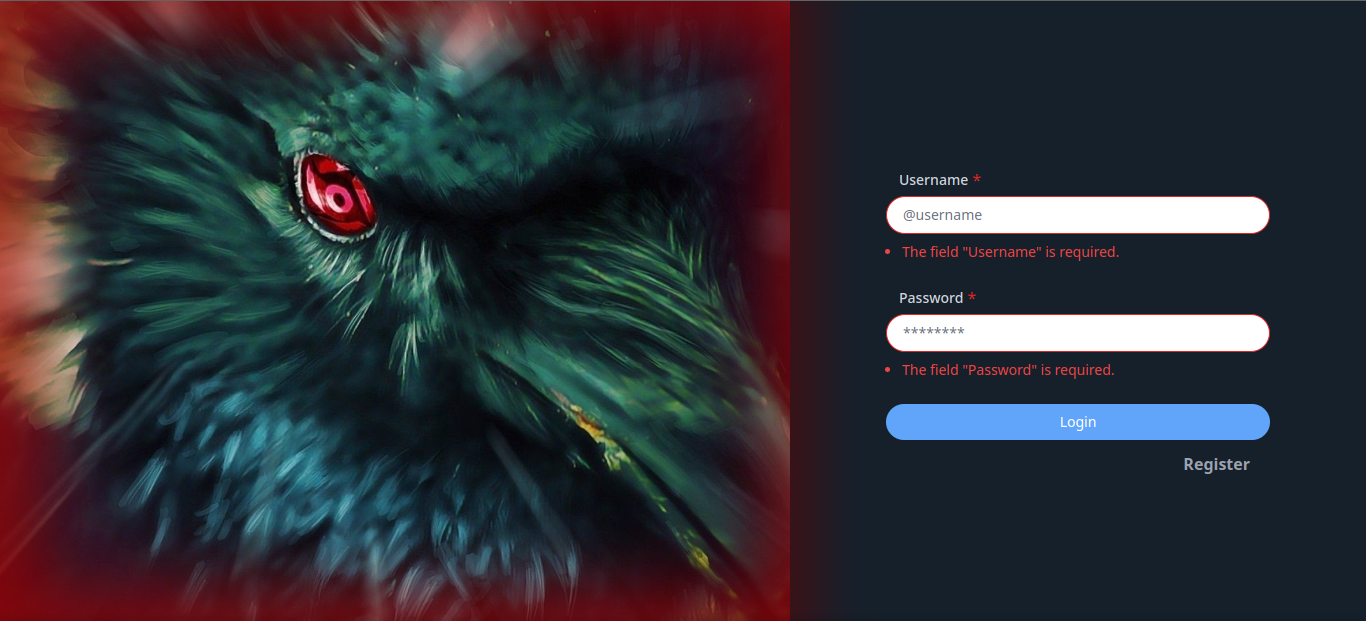 Username *
@username
• The field "Username" is required.
Password *
********
• The field "Password" is required.
Login
Register